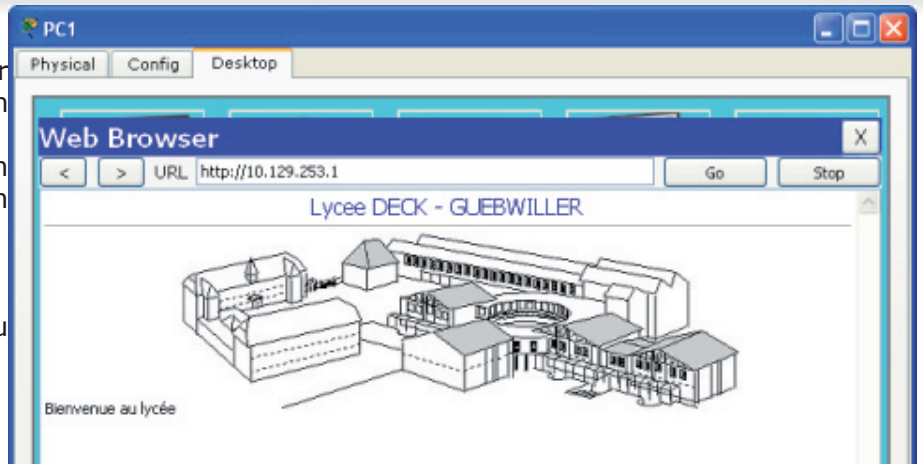 PC1
Physical Config Desktop
Web Browser X
< > URL http://10.129.253.1 Go Stop
Lycee DECK - GUEBWILLER
Bienvenue au lycée